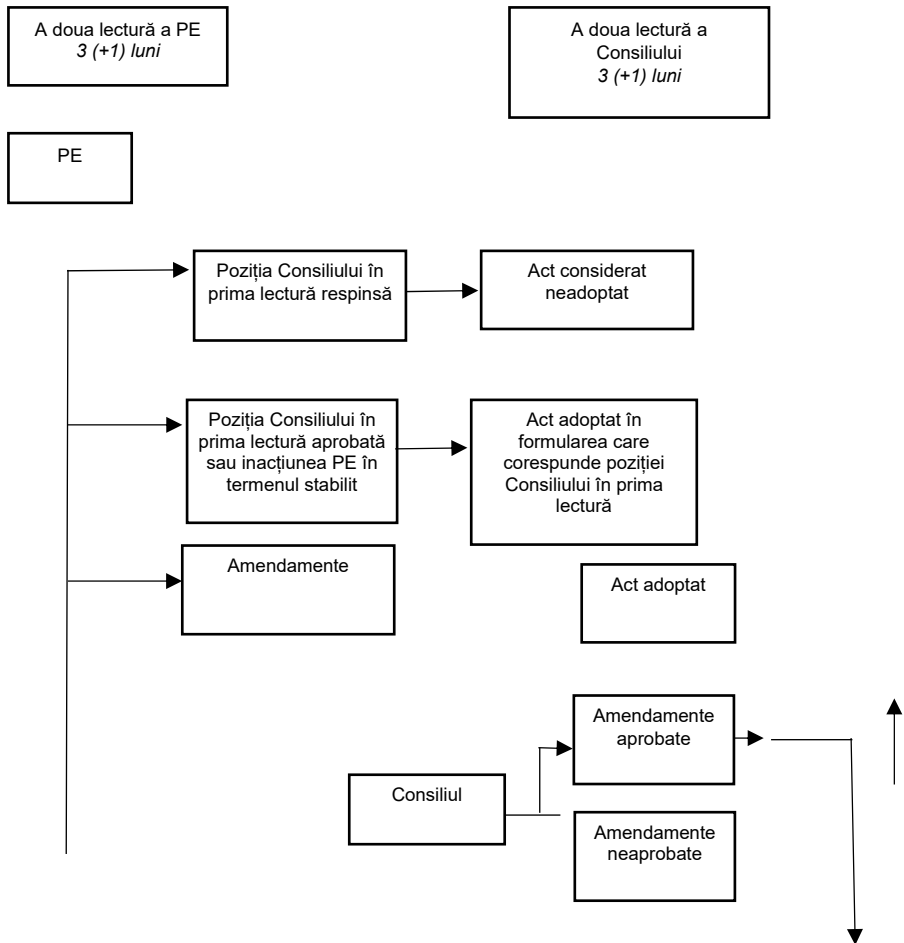 A doua lectură a PE
3 (+1) luni
A doua lectură a
Consiliului
3 (+1) luni
PE
Poziția Consiliului în
prima lectură respinsă
Act considerat
neadoptat
Poziția Consiliului în
prima lectură aprobată
sau inacțiunea PE în
termenul stabilit
Act adoptat în
formularea care
corespunde poziției
Consiliului în prima
lectură
Amendamente
Act adoptat
Amendamente
aprobate
Consiliul
Amendamente
neaprobate